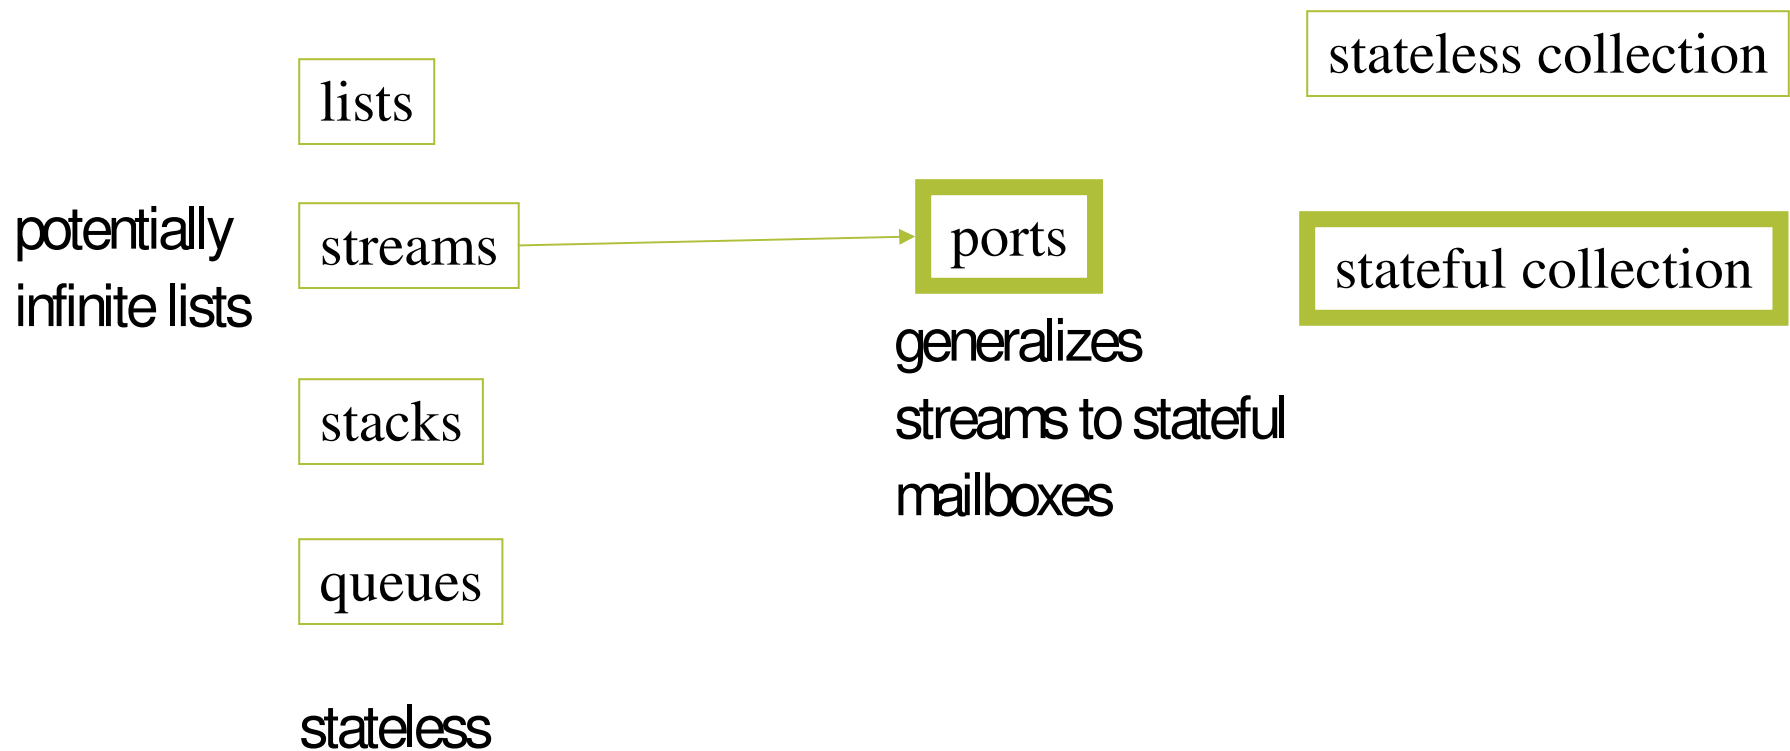 stateless collection
lists
potentially
infinite lists
streams
ports
stateful collection
generalizes
streams to stateful
mailboxes
stacks
queues
stateless